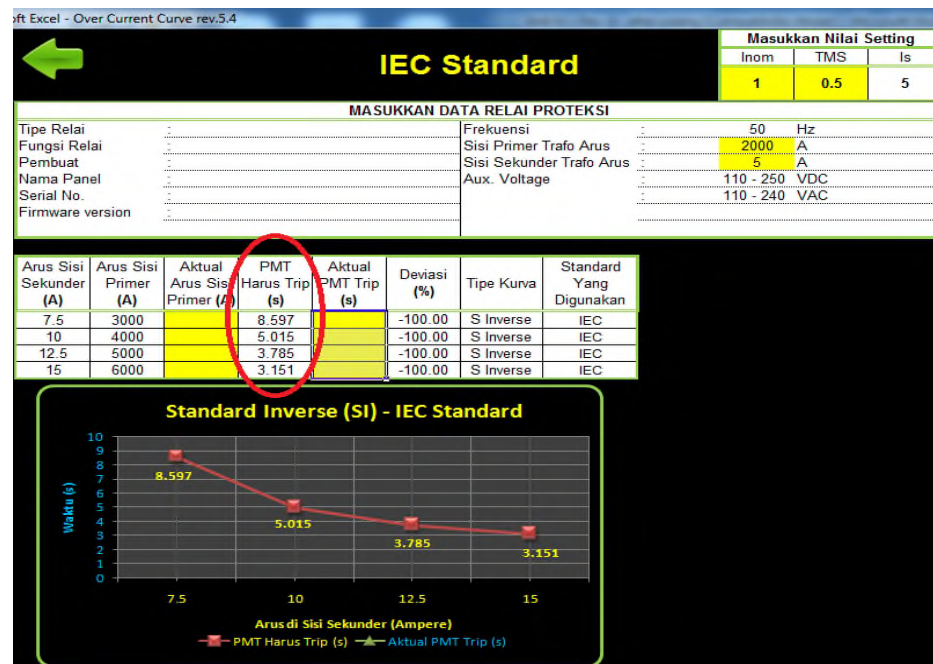 oft Excel - Over Current Curve rev.5.4
IEC Standard
Masukkan Nilai Setting
Inom TMS Is
1 0.5 5
MASUKKAN DATA RELAI PROTEKSI
Tipe Relai :
Fungsi Relai :
Pembuat :
Nama Panel :
Serial No. :
Firmware version :
Frekuensi : 50 Hz
Sisi Primer Trafo Arus : 2000 A
Sisi Sekunder Trafo Arus : 5 A
Aux. Voltage : 110 - 250 VDC
: 110 - 240 VAC
Arus Sisi Arus Sisi Aktual PMT Aktual Deviasi Tipe Kurva Standard
Sekunder Primer Arus Sisi Harus Trip PMT Trip (%) Yang
(A) (A) Primer (A) (s) (s) Digunakan
7.5 3000 8.597 -100.00 S Inverse IEC
10 4000 5.015 -100.00 S Inverse IEC
12.5 5000 3.785 -100.00 S Inverse IEC
15 6000 3.151 -100.00 S Inverse IEC
Standard Inverse (SI) - IEC Standard
Waktu (s)
10
9
8
7
6
5
4
3
2
1
0
8.597
5.015
3.785
3.151
7.5 10 12.5 15
Arus di Sisi Sekunder (Ampere)
PMT Harus Trip (s) Aktual PMT Trip (s)